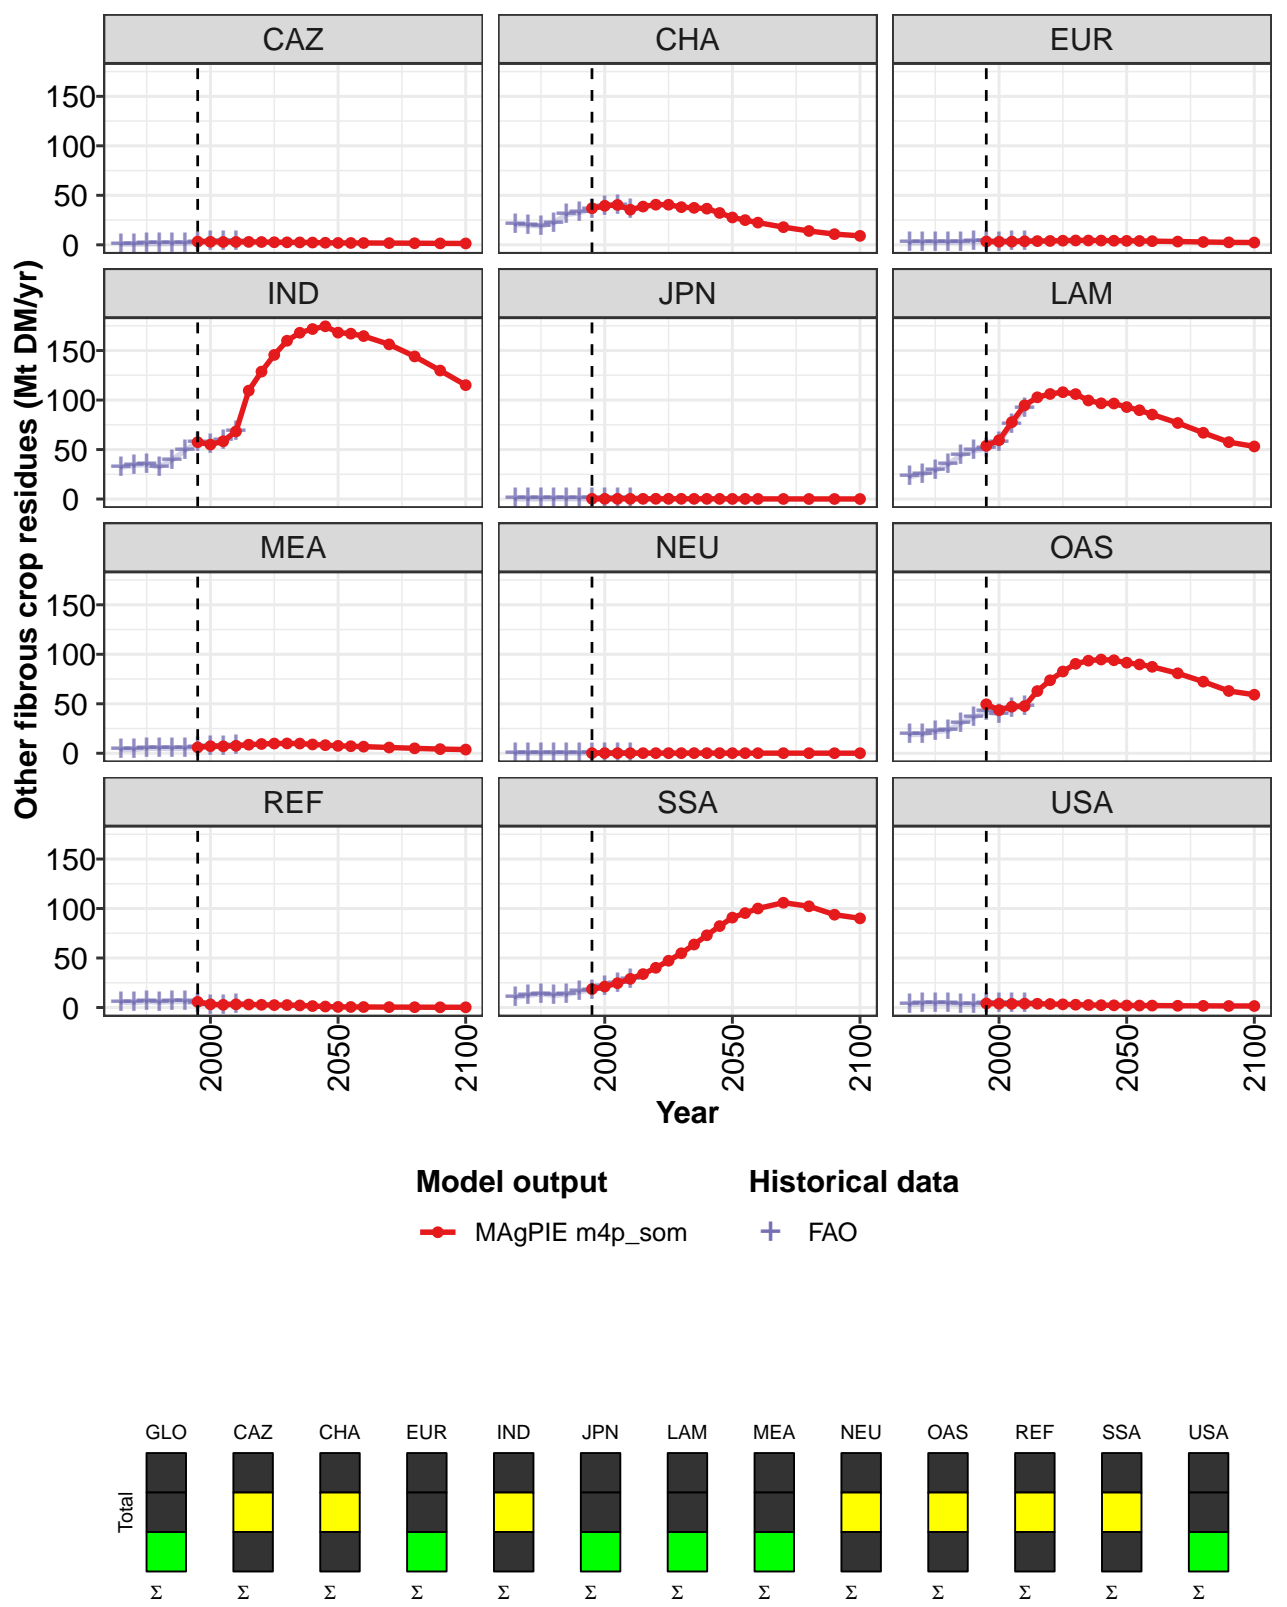 CAZ CHA EUR
150
100
50
0
IND JPN LAM
150
100
50
0
MEA NEU OAS
150
100
50
0
REF SSA USA
150
100
50
0
Other fibrous crop residues (Mt DM/yr)
2000 2050 2100 2000 2050 2100 2000 2050 2100
Year
Model output Historical data
MAgPIE m4p_som FAO
GLO CAZ CHA EUR IND JPN LAM MEA NEU OAS REF SSA USA
Total
Σ Σ Σ Σ Σ Σ Σ Σ Σ Σ Σ Σ Σ